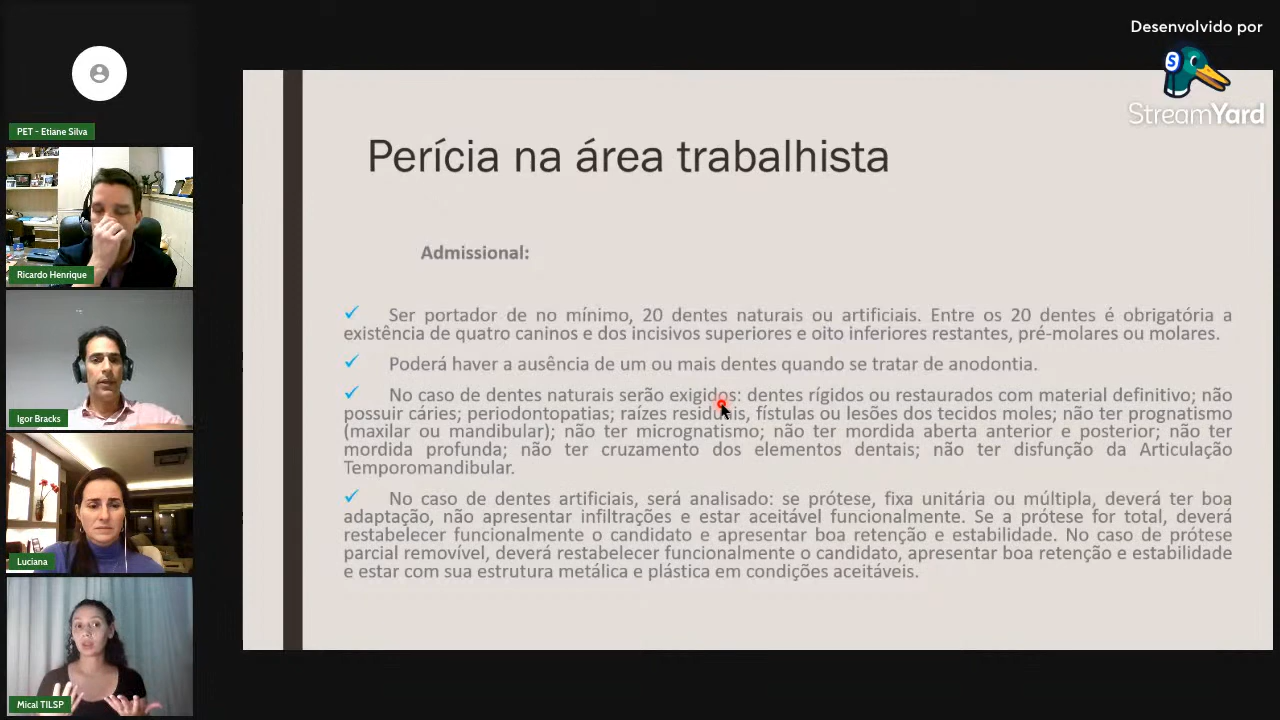 Desenvolvido por
StreamYard
PET - Etiane Silva
Ricardo Henrique
Igor Bracks
Luciana
Mical TILSP
Perícia na área trabalhista
Admissional:
✓ Ser portador de no mínimo, 20 dentes naturais ou artificiais. Entre os 20 dentes é obrigatória a
existência de quatro caninos e dos incisivos superiores e oito inferiores restantes, pré-molares ou molares.
✓ Poderá haver a ausência de um ou mais dentes quando se tratar de anodontia.
✓ No caso de dentes naturais serão exigidos: dentes rígidos ou restaurados com material definitivo; não
possuir cáries; periodontopatias; raízes residuais, fístulas ou lesões dos tecidos moles; não ter prognatismo
(maxilar ou mandibular); não ter micrognatismo; não ter mordida aberta anterior e posterior; não ter
mordida profunda; não ter cruzamento dos elementos dentais; não ter disfunção da Articulação
Temporomandibular.
✓ No caso de dentes artificiais, será analisado: se prótese, fixa unitária ou múltipla, deverá ter boa
adaptação, não apresentar infiltrações e estar aceitável funcionalmente. Se a prótese for total, deverá
restabelecer funcionalmente o candidato e apresentar boa retenção e estabilidade. No caso de prótese
parcial removível, deverá restabelecer funcionalmente o candidato, apresentar boa retenção e estabilidade
e estar com sua estrutura metálica e plástica em condições aceitáveis.